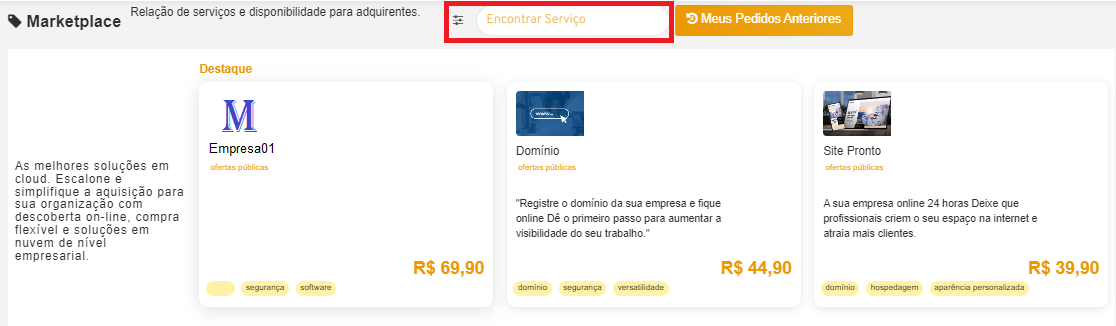 Marketplace
Relação de serviços e disponibilidade para adquirentes.
Encontrar Serviço
Meus Pedidos Anteriores
As melhores soluções em
cloud. Escalone e
simplifique a aquisição para
sua organização com
descoberta on-line, compra
flexível e soluções em
nuvem de nível
empresarial.
Destaque
M
Empresa01
ofertas públicas
R$ 69,90
segurança
software
www..
Domínio
ofertas públicas
"Registre o domínio da sua empresa e fique
online Dê o primeiro passo para aumentar a
visibilidade do seu trabalho."
R$ 44,90
domínio
segurança
versatilidade
Site Pronto
ofertas públicas
A sua empresa online 24 horas Deixe que
profissionais criem o seu espaço na internet e
atraia mais clientes.
R$ 39,90
domínio
hospedagem
aparência personalizada